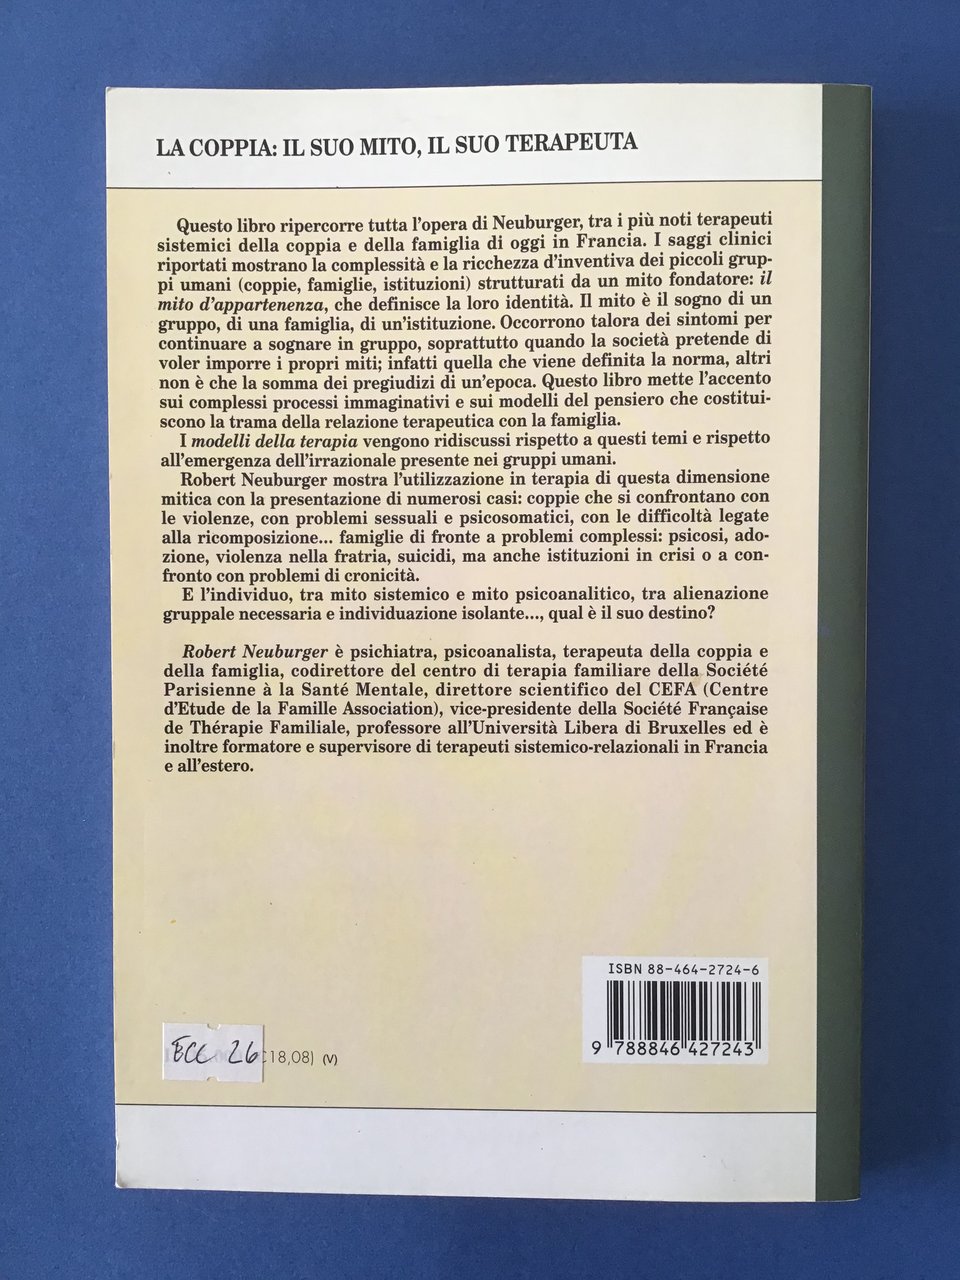 LA COPPIA: IL SUO MITO, IL SUO TERAPEUTA
Questo libro ripercorre tutta l'opera di Neuburger, tra i più noti terapeuti
sistemici della coppia e della famiglia di oggi in Francia. I saggi clinici
riportati mostrano la complessità e la ricchezza d'inventiva dei piccoli grup-
pi umani (coppie, famiglie, istituzioni) strutturati da un mito fondatore: il
mito d'appartenenza, che definisce la loro identità. Il mito è il sogno di un
gruppo, di una famiglia, di un'istituzione. Occorrono talora dei sintomi per
continuare a sognare in gruppo, soprattutto quando la società pretende di
voler imporre i propri miti; infatti quella che viene definita la norma, altri
non è che la somma dei pregiudizi di un'epoca. Questo libro mette l'accento
sui complessi processi immaginativi e sui modelli del pensiero che costitui-
scono la trama della relazione terapeutica con la famiglia.
I modelli della terapia vengono ridiscussi rispetto a questi temi e rispetto
all'emergenza dell'irrazionale presente nei gruppi umani.
Robert Neuburger mostra l'utilizzazione in terapia di questa dimensione
mitica con la presentazione di numerosi casi: coppie che si confrontano con
le violenze, con problemi sessuali e psicosomatici, con le difficoltà legate
alla ricomposizione... famiglie di fronte a problemi complessi: psicosi, ado-
zione, violenza nella fratria, suicidi, ma anche istituzioni in crisi o a con-
fronto con problemi di cronicità.
E l'individuo, tra mito sistemico e mito psicoanalitico, tra alienazione
gruppale necessaria e individuazione isolante..., qual è il suo destino?
Robert Neuburger è psichiatra, psicoanalista, terapeuta della coppia e
della famiglia, codirettore del centro di terapia familiare della Société
Parisienne à la Santé Mentale, direttore scientifico del CEFA (Centre
d'Etude de la Famille Association), vice-presidente della Société Française
de Thérapie Familiale, professore all'Università Libera di Bruxelles ed è
inoltre formatore e supervisore di terapeuti sistemico-relazionali in Francia
e all'estero.
ISBN 88-464-2724-6
9 788846 427243
ECC 26 18,08) (V)